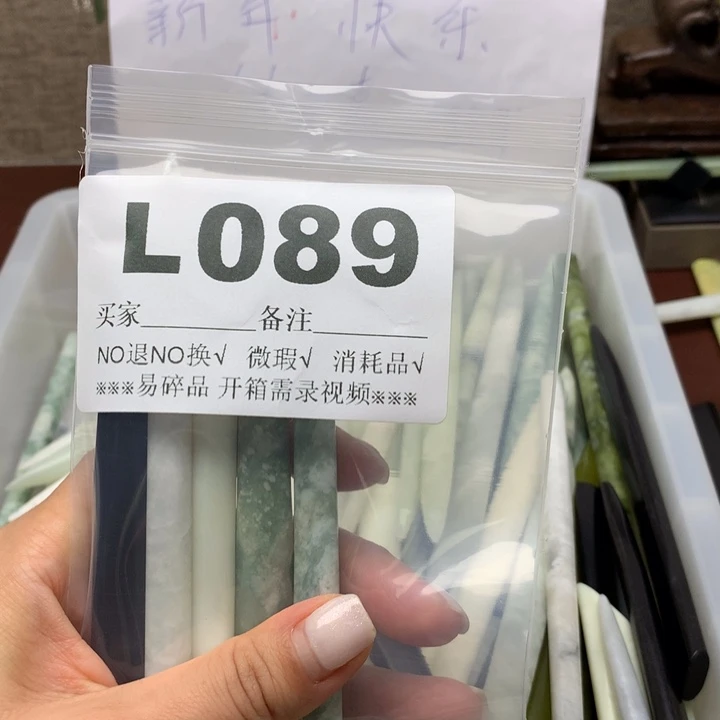 新年快乐
L089
买家________备注________
NO退NO换√ 微瑕√ 消耗品√
※※※易碎品 开箱需录视频※※※